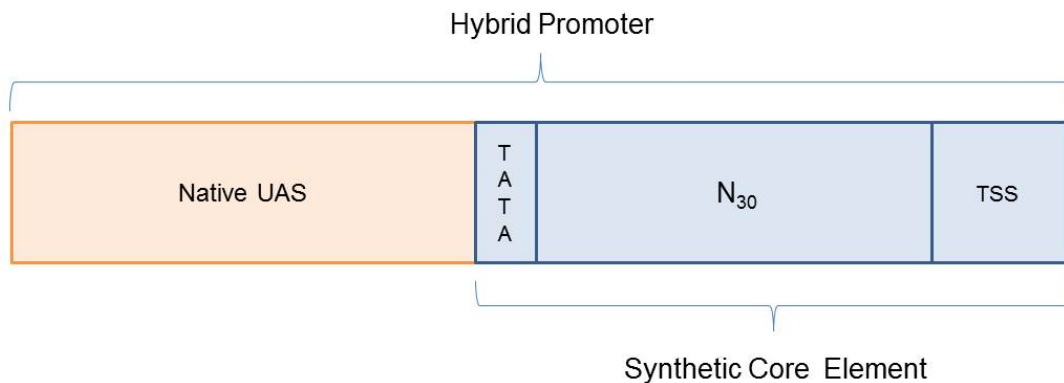 Hybrid Promoter
Native UAS
T
A
T
A
N₃₀
TSS
Synthetic Core Element